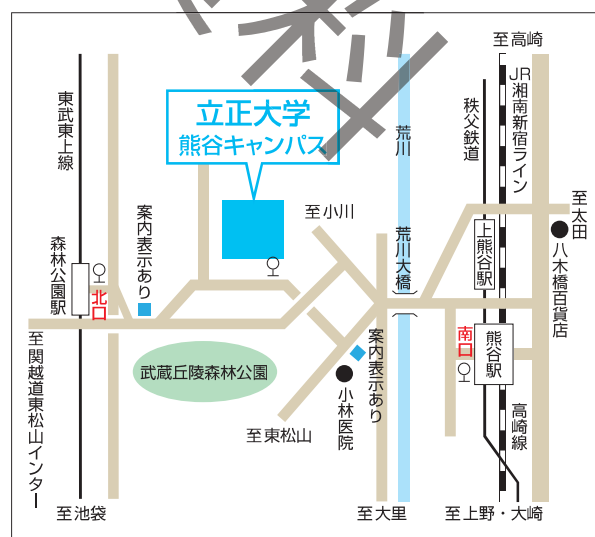 料
至高崎
JR湘南新宿ライン
秩父鉄道
東武東上線
立正大学
熊谷キャンパス
荒川
至太田
案内表示あり
至小川
荒川大橋
上熊谷駅
八木橋百貨店
森林公園駅
北口
南口
熊谷駅
案内表示あり
武蔵丘陵森林公園
小林医院
至関越道東松山インター
至東松山
高崎線
至池袋
至大里
至上野・大崎